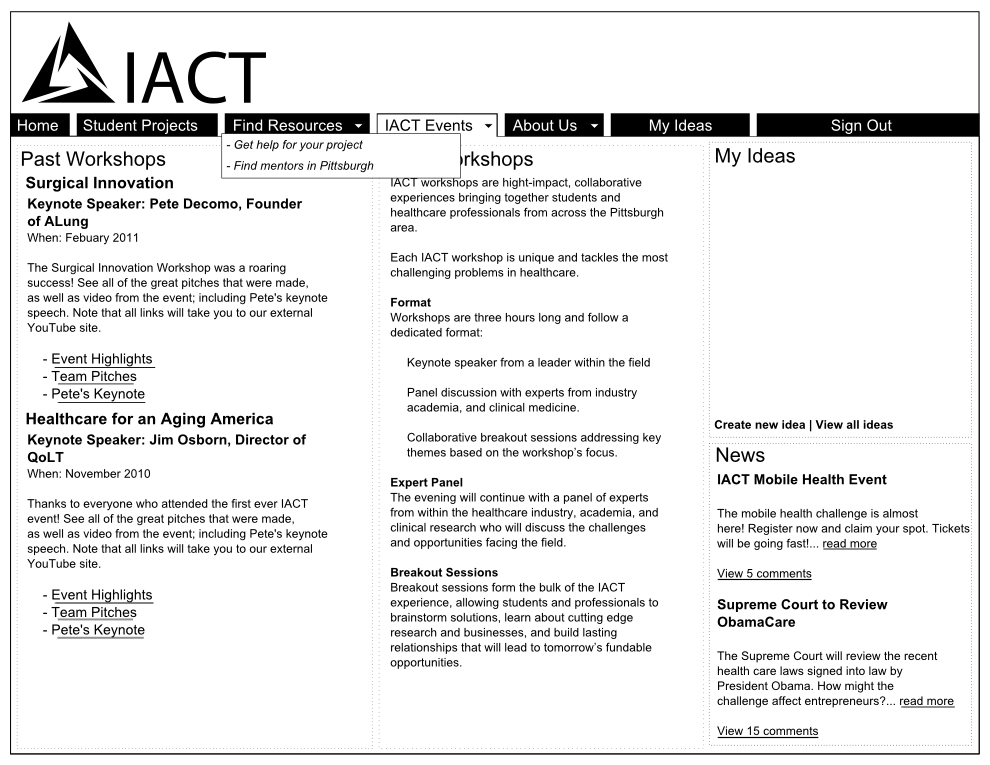 IACT
Home
Student Projects
Find Resources
IACT Events
About Us
My Ideas
Sign Out
- Get help for your project
- Find mentors in Pittsburgh
Past Workshops
Surgical Innovation
Keynote Speaker: Pete Decomo, Founder
of ALung
When: Febuary 2011
The Surgical Innovation Workshop was a roaring
success! See all of the great pitches that were made,
as well as video from the event; including Pete's keynote
speech. Note that all links will take you to our external
YouTube site.
- Event Highlights
- Team Pitches
- Pete's Keynote
Healthcare for an Aging America
Keynote Speaker: Jim Osborn, Director of
QoLT
When: November 2010
Thanks to everyone who attended the first ever IACT
event! See all of the great pitches that were made,
as well as video from the event; including Pete's keynote
speech. Note that all links will take you to our external
YouTube site.
- Event Highlights
- Team Pitches
- Pete's Keynote
rkshops
IACT workshops are hight-impact, collaborative
experiences bringing together students and
healthcare professionals from across the Pittsburgh
area.
Each IACT workshop is unique and tackles the most
challenging problems in healthcare.
Format
Workshops are three hours long and follow a
dedicated format:
Keynote speaker from a leader within the field
Panel discussion with experts from industry
academia, and clinical medicine.
Collaborative breakout sessions addressing key
themes based on the workshop's focus.
Expert Panel
The evening will continue with a panel of experts
from within the healthcare industry, academia, and
clinical research who will discuss the challenges
and opportunities facing the field.
Breakout Sessions
Breakout sessions form the bulk of the IACT
experience, allowing students and professionals to
brainstorm solutions, learn about cutting edge
research and businesses, and build lasting
relationships that will lead to tomorrow's fundable
opportunities.
My Ideas
Create new idea | View all ideas
News
IACT Mobile Health Event
The mobile health challenge is almost
here! Register now and claim your spot. Tickets
will be going fast!... read more
View 5 comments
Supreme Court to Review
ObamaCare
The Supreme Court will review the recent
health care laws signed into law by
President Obama. How might the
challenge affect entrepreneurs?... read more
View 15 comments